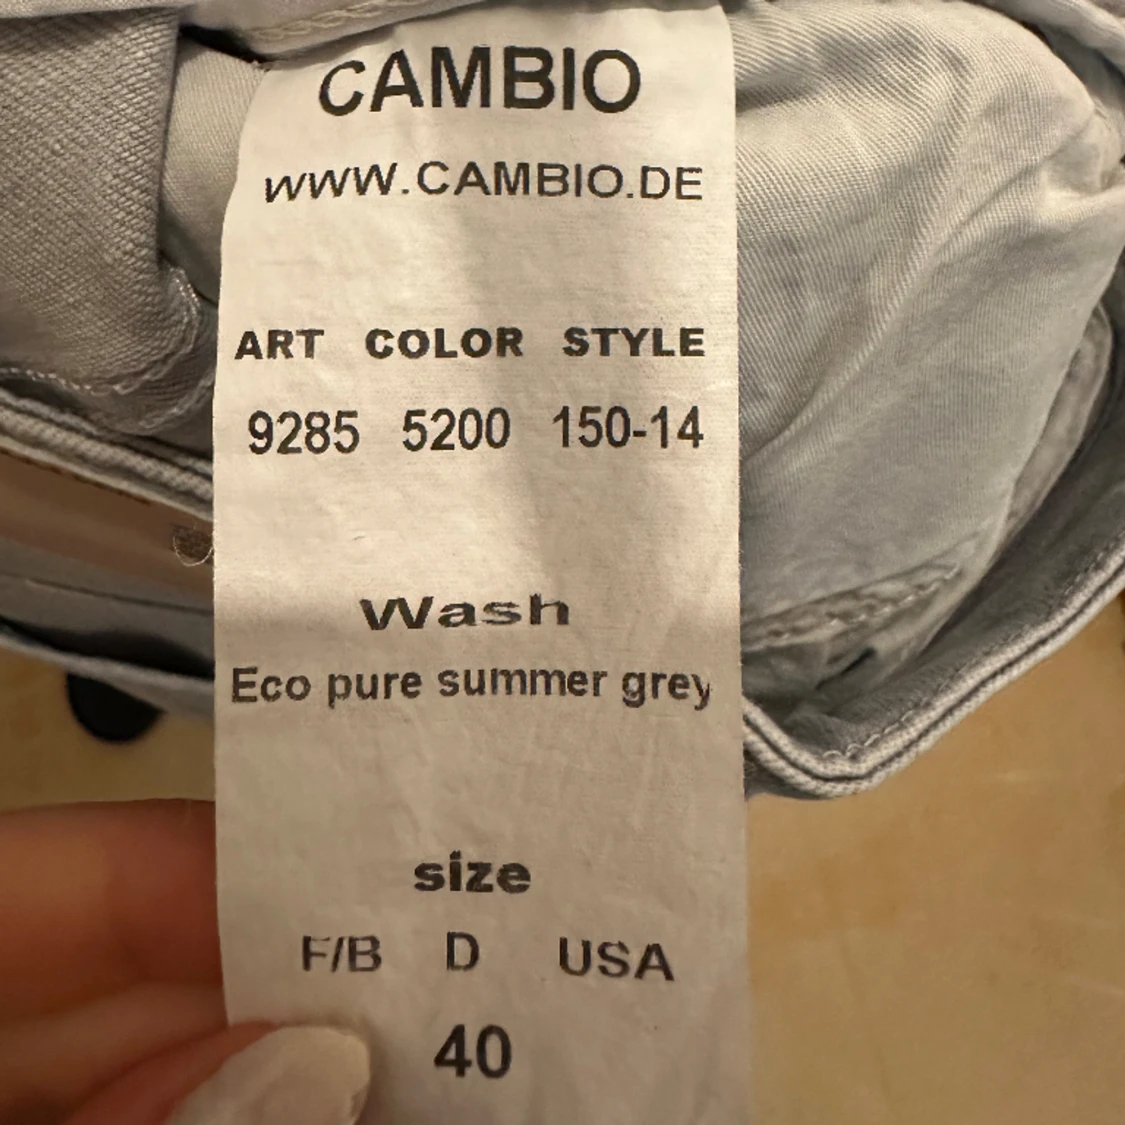 CAMBIO
WWW.CAMBIO.DE
ART COLOR STYLE
9285 5200 150-14
Wash
Eco pure summer grey
size
F/B D USA
40